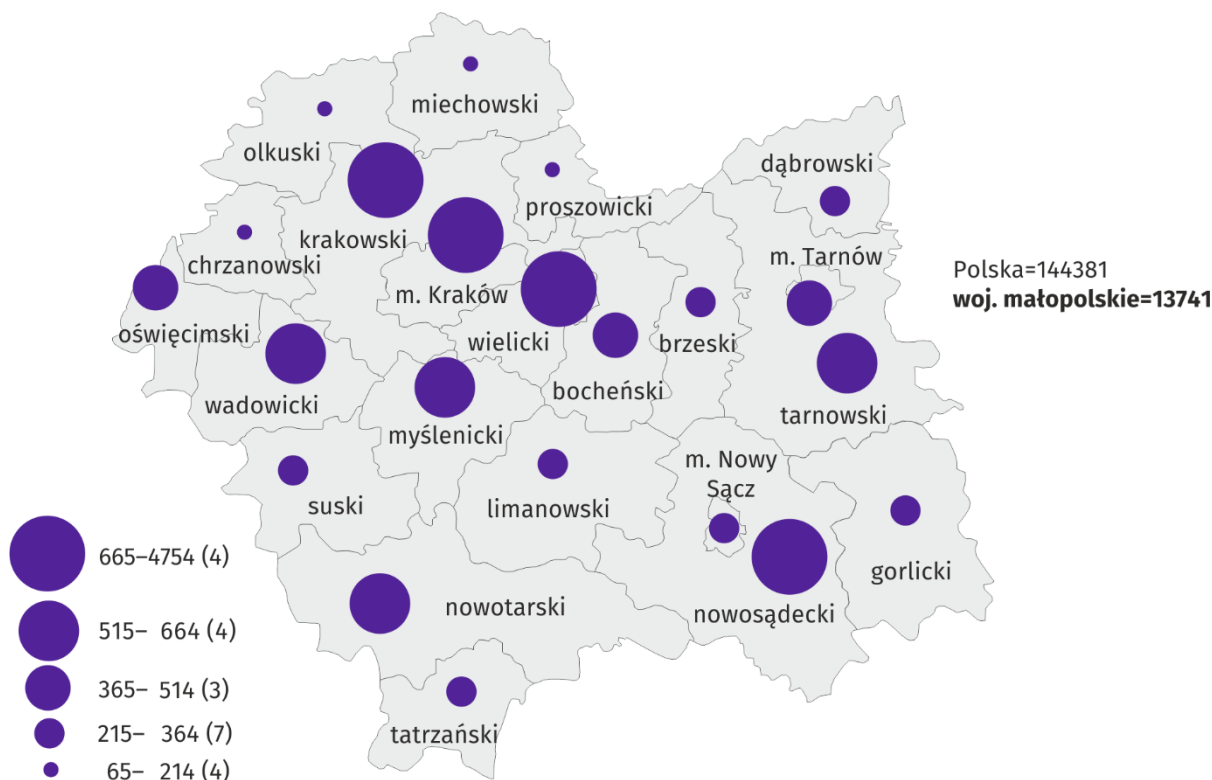 miechowski
olkuski
dąbrowski
proszowicki
krakowski
chrzanowski
m. Tarnów
m. Kraków
oświęcimski
wielicki
brzeski
bocheński
wadowicki
tarnowski
myślenicki
m. Nowy
Sącz
suski
limanowski
gorlicki
nowotarski
nowosądecki
tatrzański
Polska=144381
woj. małopolskie=13741
665–4754 (4)
515– 664 (4)
365– 514 (3)
215– 364 (7)
65– 214 (4)